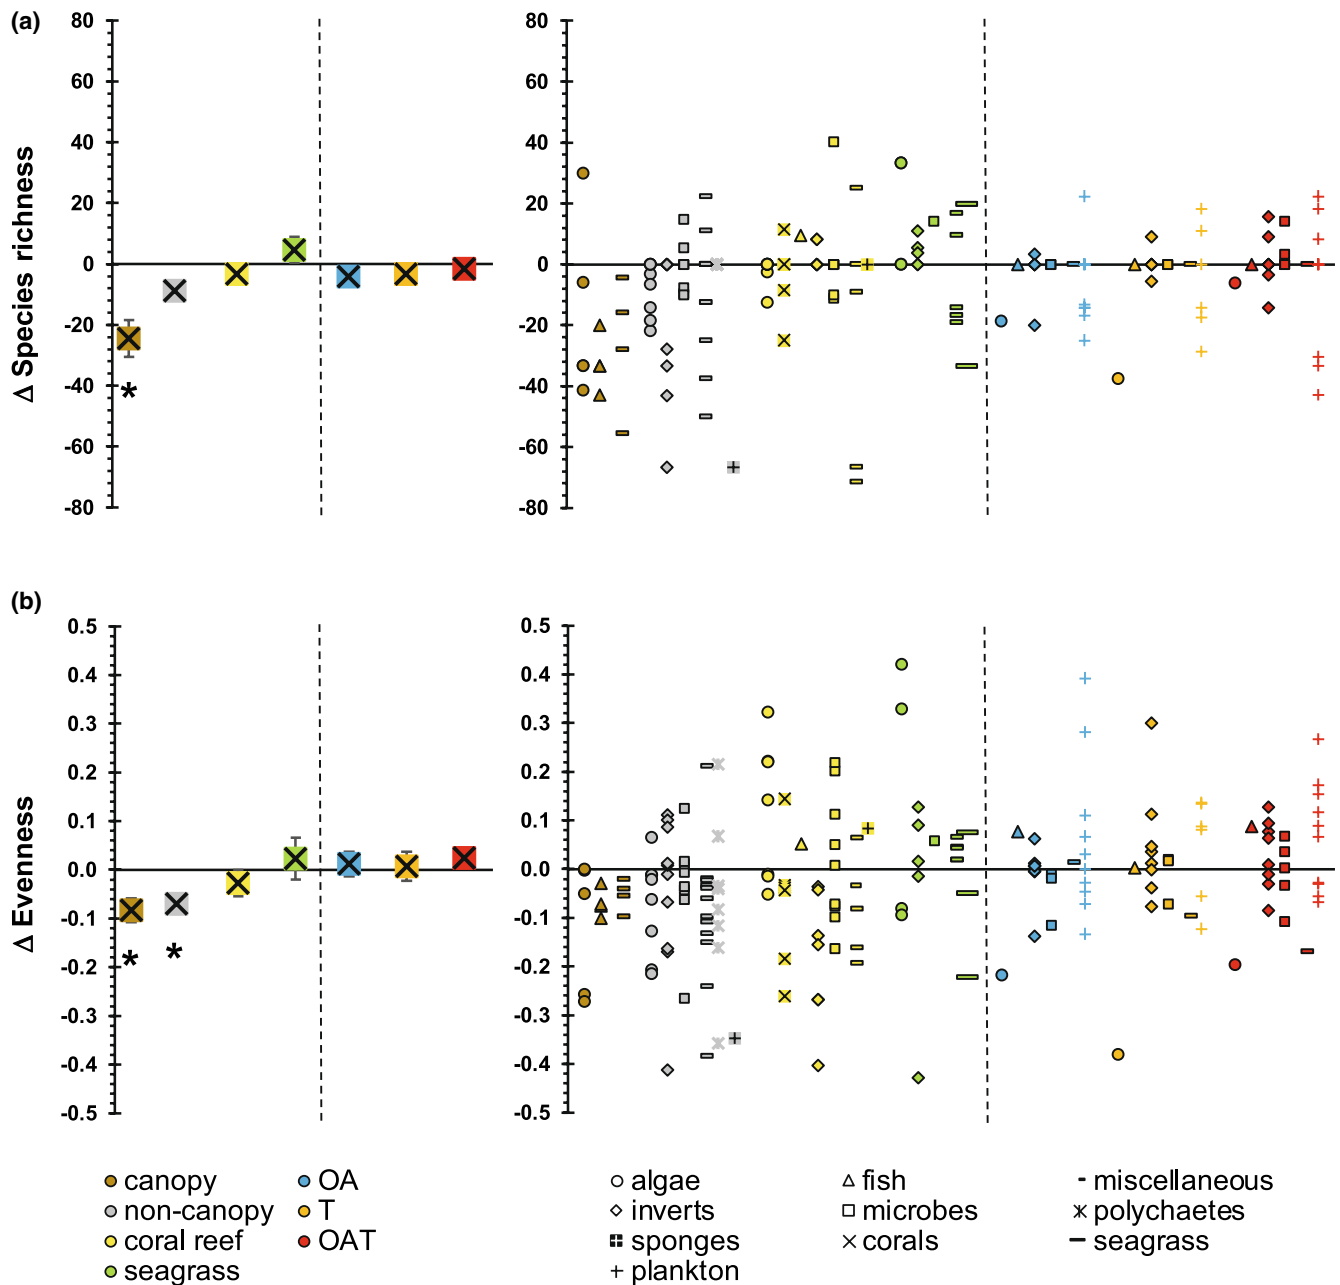 (a)
Δ Species richness
80
60
40
20
0
-20
-40
-60
-80
*
80
60
40
20
0
-20
-40
-60
-80
(b)
Δ Evenness
0.5
0.4
0.3
0.2
0.1
0.0
-0.1
-0.2
-0.3
-0.4
-0.5
* *
0.5
0.4
0.3
0.2
0.1
0.0
-0.1
-0.2
-0.3
-0.4
-0.5
canopy
non-canopy
coral reef
seagrass
OA
T
OAT
algae
inverts
sponges
plankton
fish
microbes
corals
miscellaneous
polychaetes
seagrass